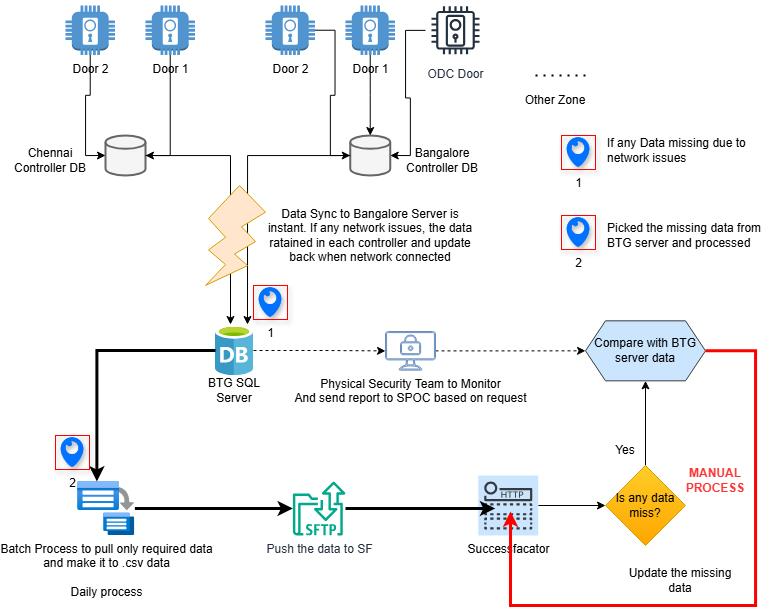 Door 2
Door 1
Door 2
Door 1
ODC Door
.......
Other Zone
Chennai
Controller DB
Bangalore
Controller DB
If any Data missing due to
network issues
1
Picked the missing data from
BTG server and processed
2
Data Sync to Bangalore Server is
instant. If any network issues, the data
ratained in each controller and update
back when network connected
1
DB
BTG SQL
Server
Physical Security Team to Monitor
And send report to SPOC based on request
Compare with BTG
server data
Yes
MANUAL
PROCESS
2
SFTP
HTTP
Is any data
miss?
Batch Process to pull only required data
and make it to .csv data
Push the data to SF
Successfacator
Update the missing
data
Daily process